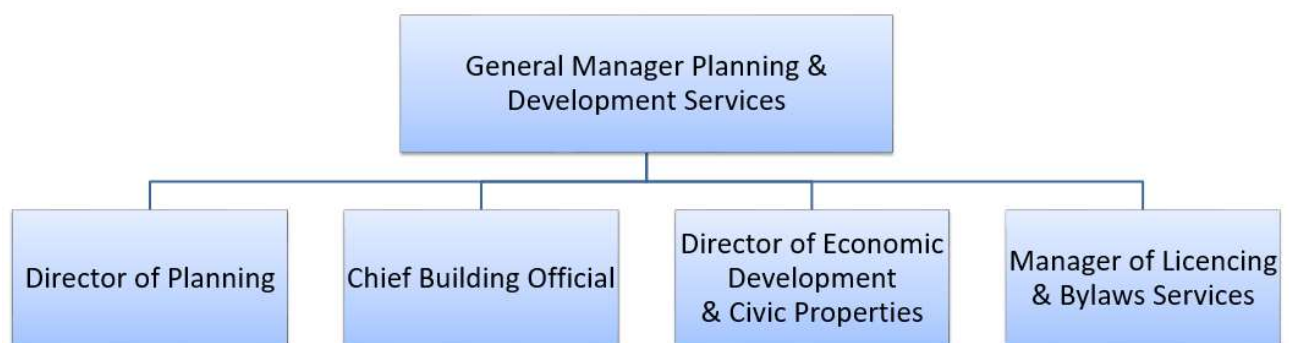 General Manager Planning &
Development Services
Director of Planning
Chief Building Official
Director of Economic
Development
& Civic Properties
Manager of Licencing
& Bylaws Services